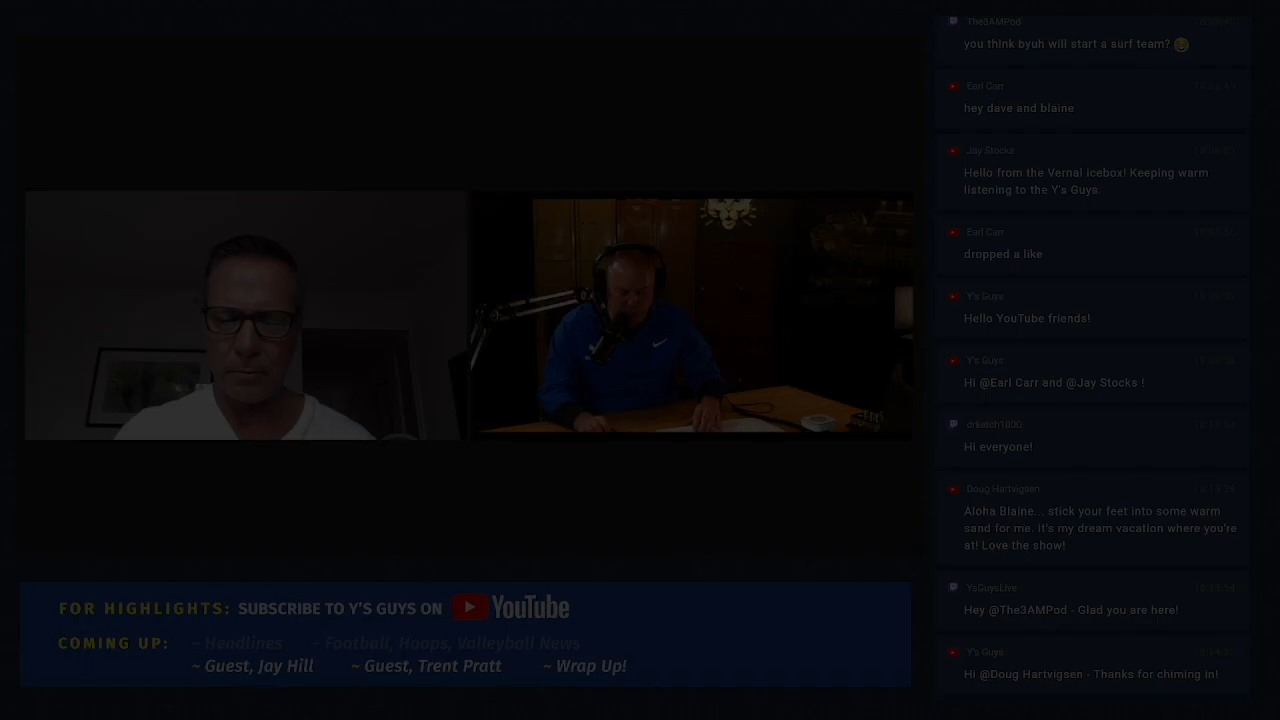 The3AMPod
you think byuh will start a surf team? 😂
Earl Carr
hey dave and blaine
Jay Stocks
Hello from the Vernal icebox! Keeping warm
listening to the Y's Guys.
Earl Carr
dropped a like
Y's Guys
Hello YouTube friends!
Y's Guys
Hi @Earl Carr and @Jay Stocks !
Hi everyone!
Doug Hartvigsen
Aloha Blaine... stick your feet into some warm
sand for me. it's my dream vacation where you're
at! Love the show!
YsGuysLive
Hey @The3AMPod - Glad you are here!
Y's Guys
Hi @Doug Hartvigsen - Thanks for chiming in!
FOR HIGHLIGHTS: SUBSCRIBE TO Y'S GUYS ON YouTube
COMING UP: ~ Headlines ~ Football, Hoops, Valleyball News
~ Guest, Jay Hill ~ Guest, Trent Pratt ~ Wrap Up!